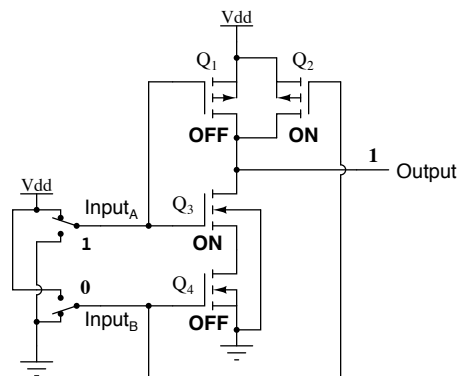 Vdd
Q1 Q2
OFF ON
1
Output
Vdd
InputA
Q3
1
ON
0
Q4
InputB
OFF